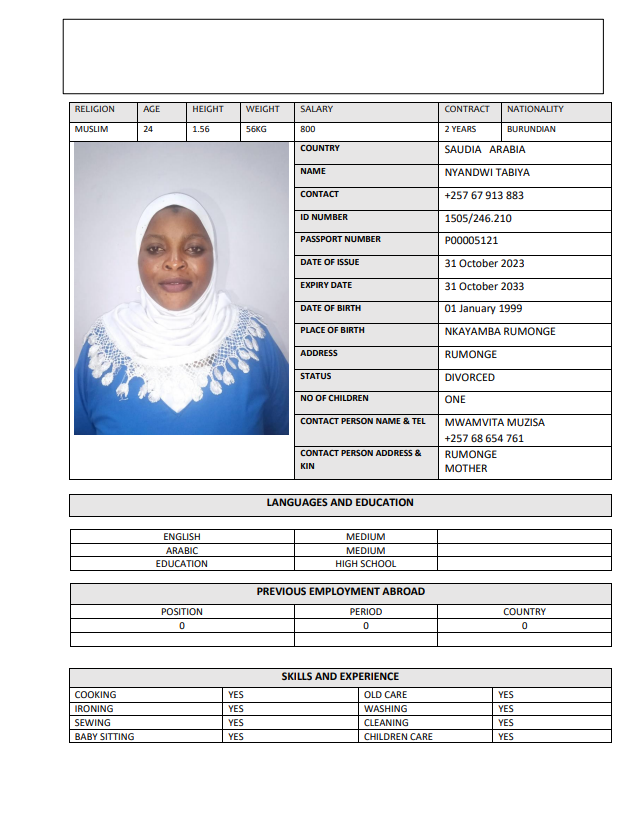 RELIGION AGE HEIGHT WEIGHT SALARY CONTRACT NATIONALITY
MUSLIM 24 1.56 56KG 800 2 YEARS BURUNDIAN
COUNTRY SAUDIA ARABIA
NAME NYANDWI TABIYA
CONTACT +257 67 913 883
ID NUMBER 1505/246.210
PASSPORT NUMBER P00005121
DATE OF ISSUE 31 October 2023
EXPIRY DATE 31 October 2033
DATE OF BIRTH 01 January 1999
PLACE OF BIRTH NKAYAMBA RUMONGE
ADDRESS RUMONGE
STATUS DIVORCED
NO OF CHILDREN ONE
CONTACT PERSON NAME & TEL MWAMVITA MUZISA
+257 68 654 761
CONTACT PERSON ADDRESS & RUMONGE
KIN MOTHER
LANGUAGES AND EDUCATION
ENGLISH MEDIUM
ARABIC MEDIUM
EDUCATION HIGH SCHOOL
PREVIOUS EMPLOYMENT ABROAD
POSITION PERIOD COUNTRY
0 0 0
SKILLS AND EXPERIENCE
COOKING YES OLD CARE YES
IRONING YES WASHING YES
SEWING YES CLEANING YES
BABY SITTING YES CHILDREN CARE YES